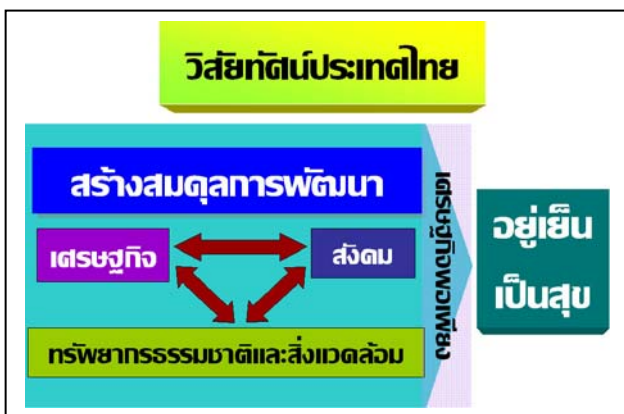 วิสัยทัศน์ประเทศไทย
สร้างสมดุลการพัฒนา
เศรษฐกิจ
สังคม
ทรัพยากรธรรมชาติและสิ่งแวดล้อม
เศรษฐกิจพอเพียง
อยู่เย็น
เป็นสุข